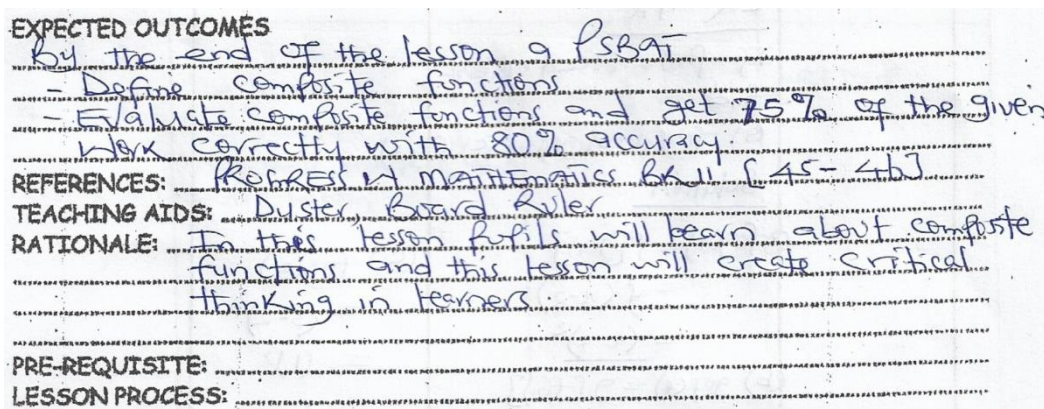 EXPECTED OUTCOMES
By the end of the lesson a PSBAT
- Define composite functions
- Evaluate composite functions and get 75% of the given
work correctly with 80% accuracy.
REFERENCES: PROGRESS IN MATHEMATICS BK 11 [45-46]
TEACHING AIDS: Duster, Board Ruler
RATIONALE: In this lesson pupils will learn about composite
functions and this lesson will create critical
thinking in learners
PRE-REQUISITE:
LESSON PROCESS: